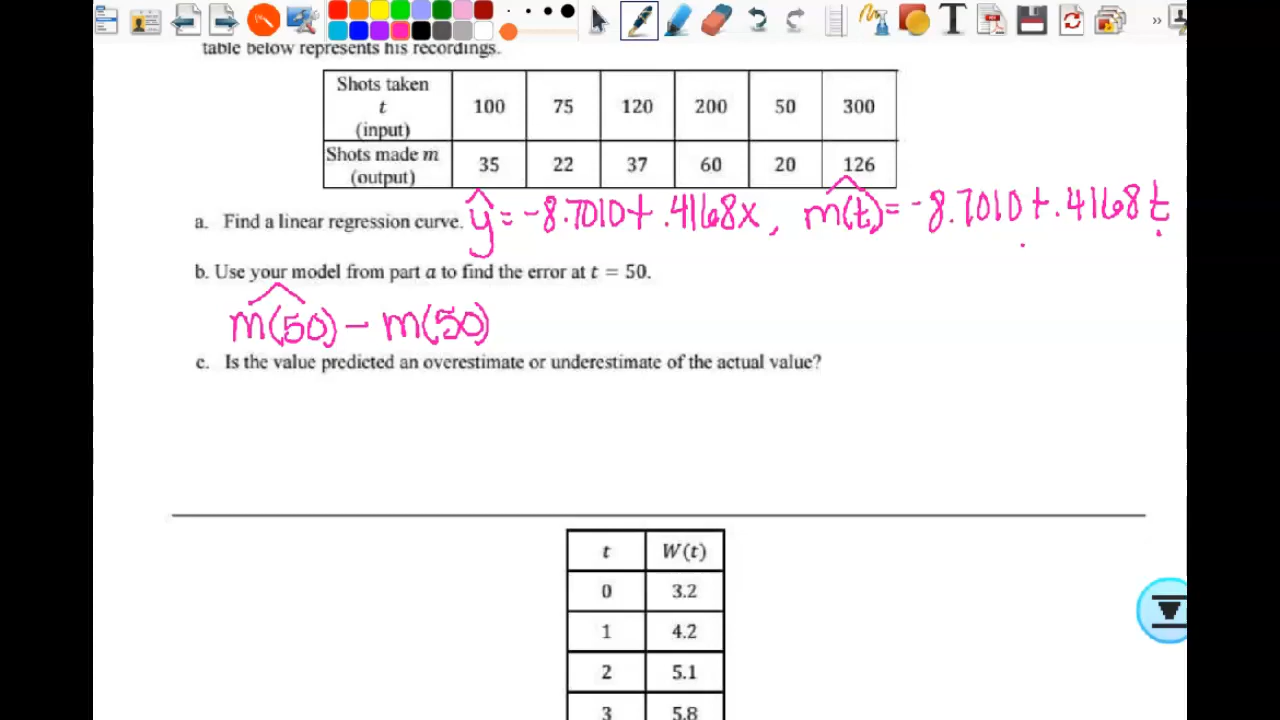 table below represents his recordings.
Shots taken t (input) 100 75 120 200 50 300
Shots made m (output) 35 22 37 60 20 126
a. Find a linear regression curve. ŷ = -8.7010 + .4168x , m̂(t) = -8.7010 + .4168t
b. Use your model from part a to find the error at t = 50.
m̂(50) - m(50)
c. Is the value predicted an overestimate or underestimate of the actual value?
t W(t)
0 3.2
1 4.2
2 5.1
3 5.8